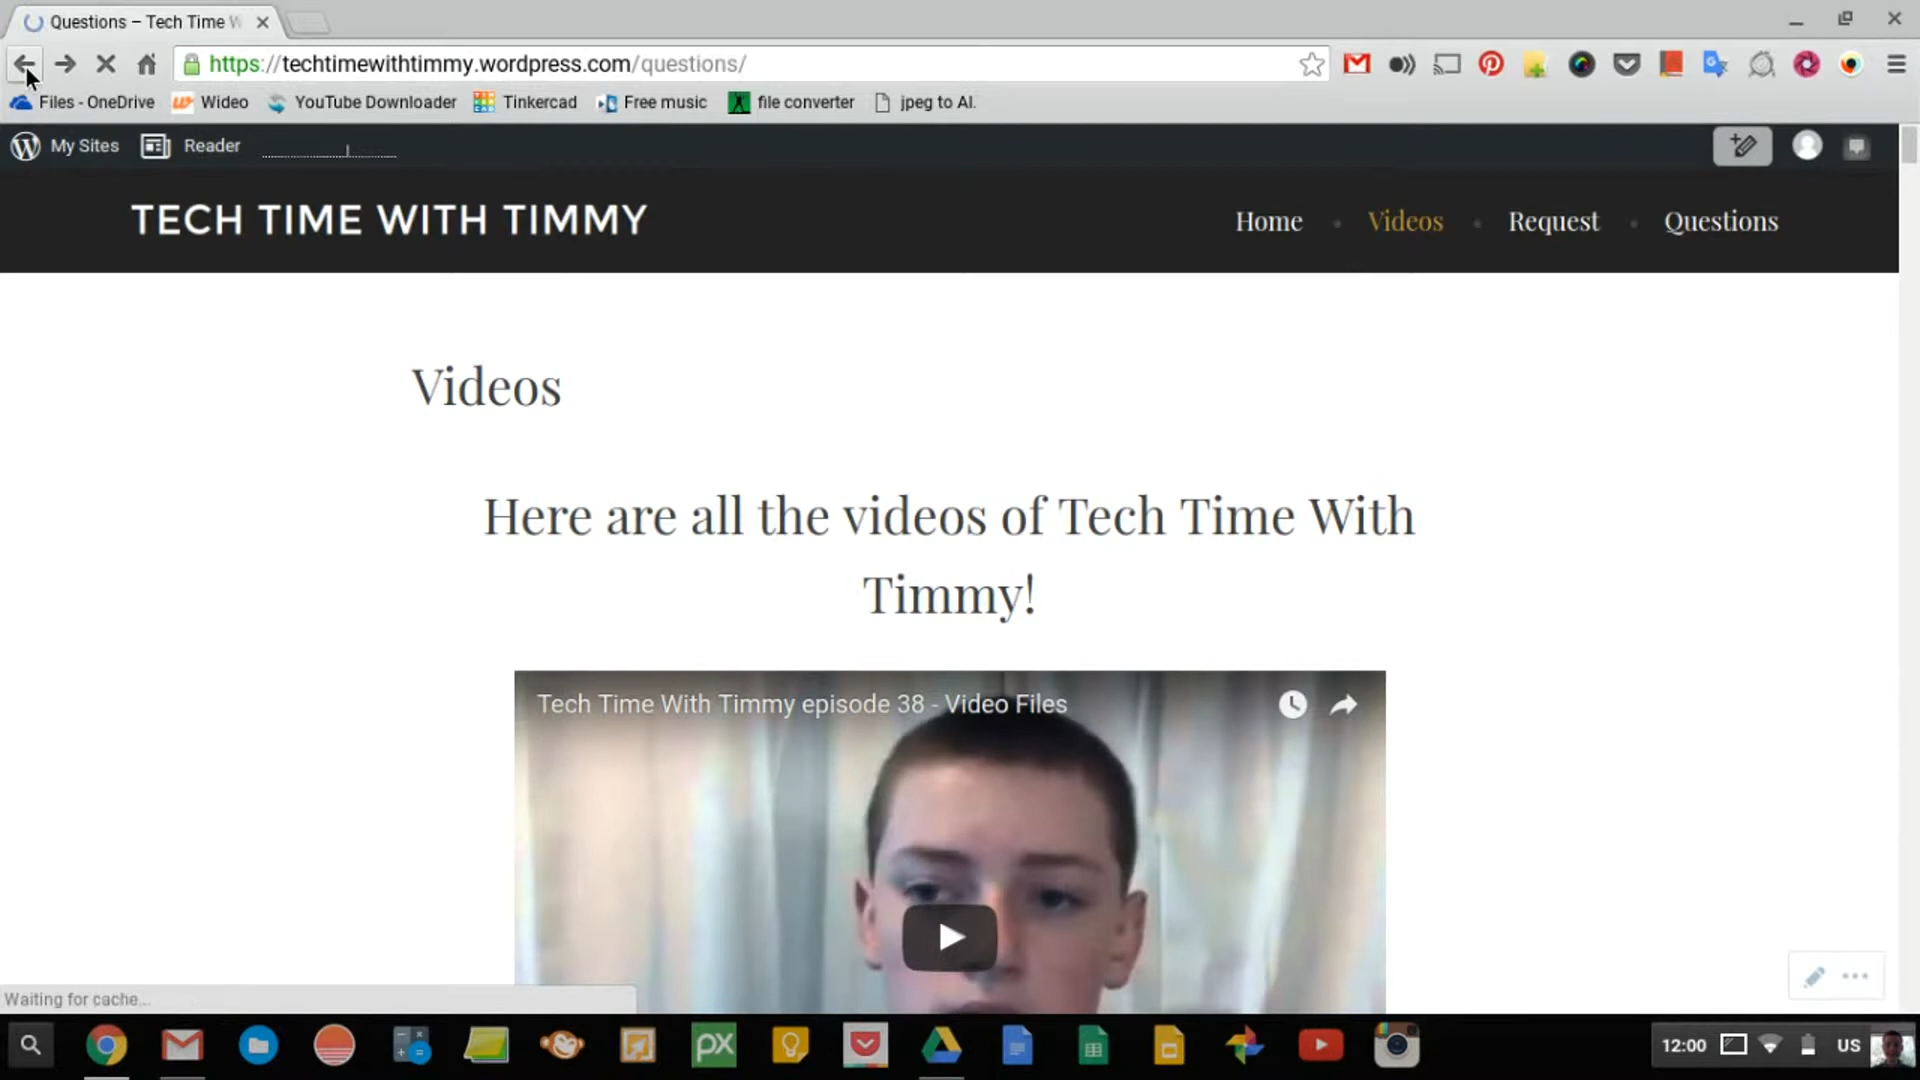 Questions – Tech Time W
https://techtimewithtimmy.wordpress.com/questions/
Files - OneDrive Wideo YouTube Downloader Tinkercad Free music file converter jpeg to AI.
My Sites Reader
TECH TIME WITH TIMMY
Home Videos Request Questions
Videos
Here are all the videos of Tech Time With
Timmy!
Tech Time With Timmy episode 38 - Video Files
Waiting for cache...
PX
12:00 US